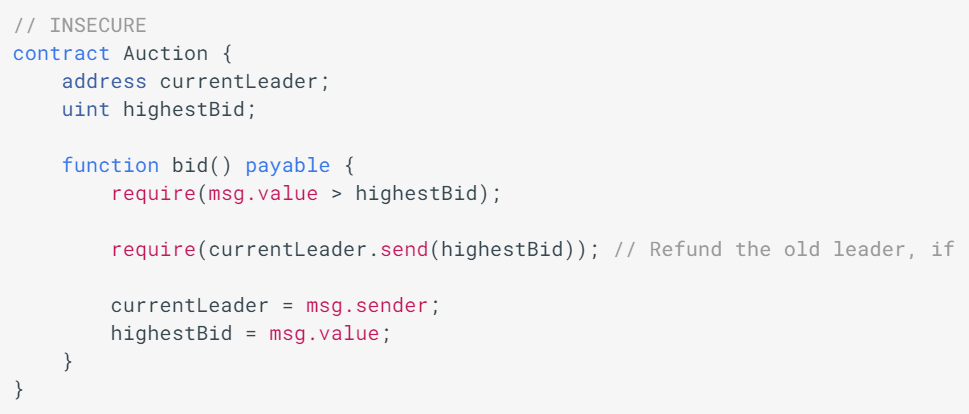 // INSECURE
contract Auction {
    address currentLeader;
    uint highestBid;

    function bid() payable {
        require(msg.value > highestBid);

        require(currentLeader.send(highestBid)); // Refund the old leader, if

        currentLeader = msg.sender;
        highestBid = msg.value;
    }
}